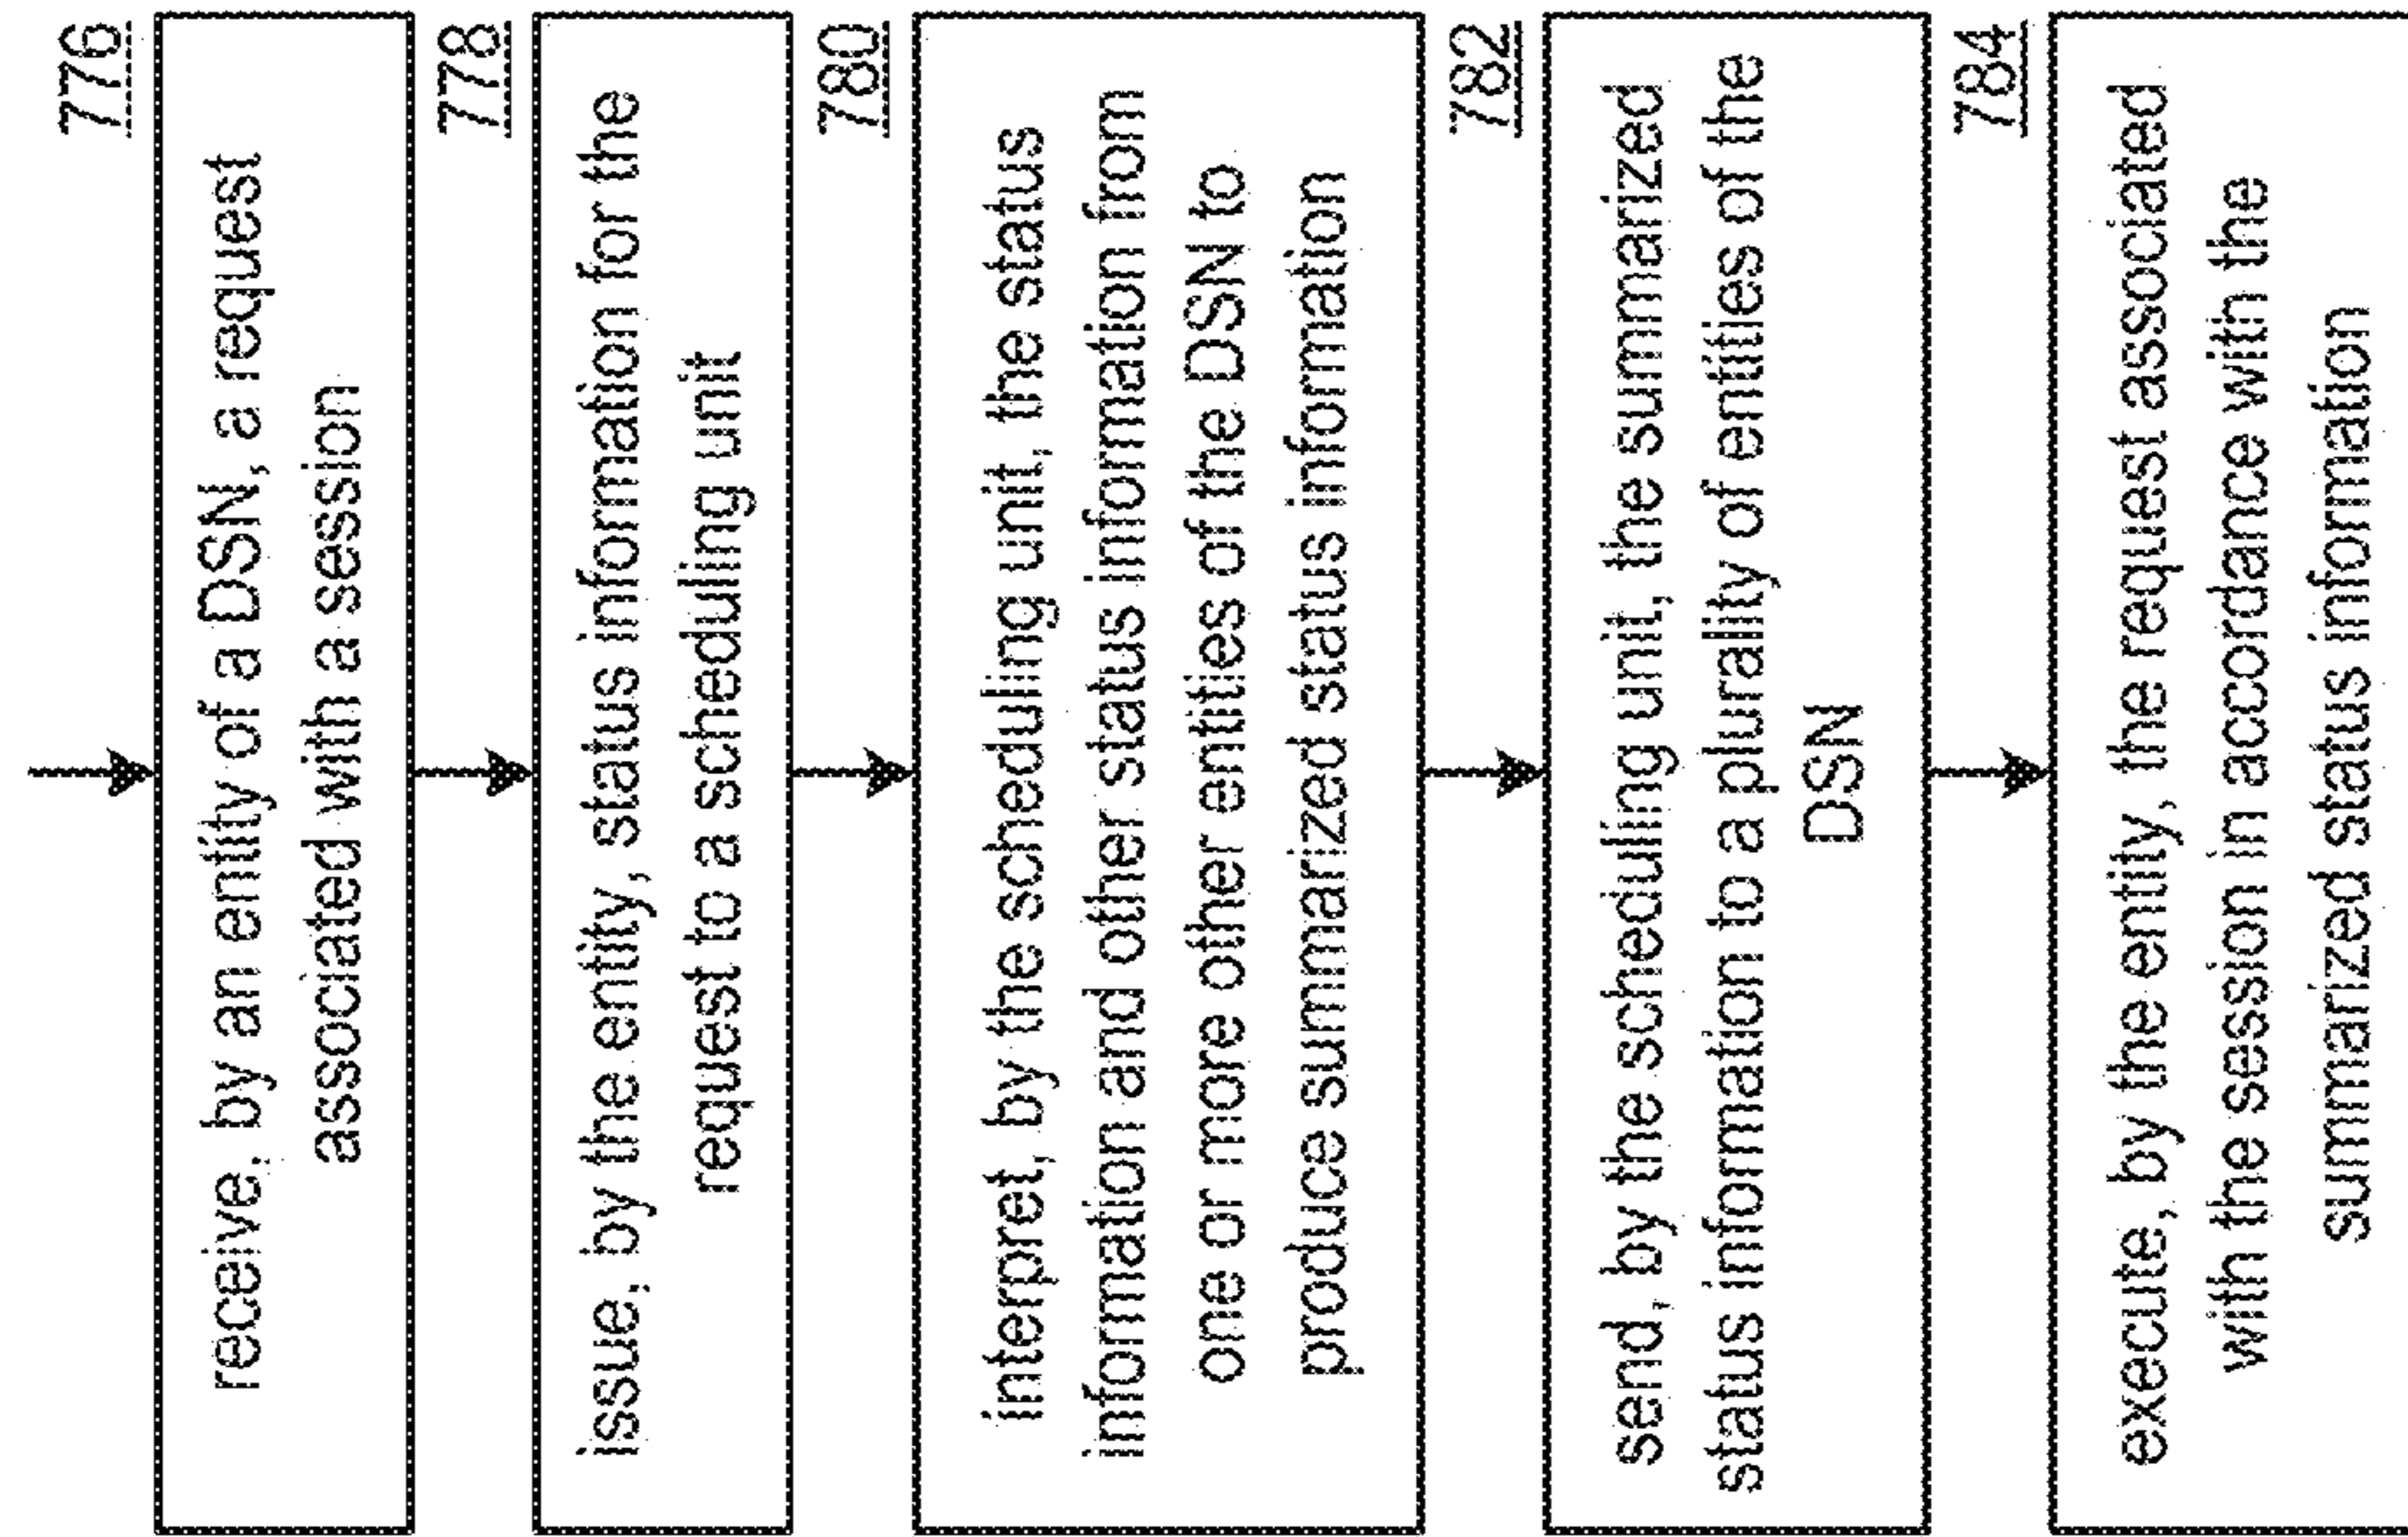 776
receive, by an entity of a DSN, a request
associated with a session
778
issue, by the entity, status information for the
request to a scheduling unit
780
interpret, by the scheduling unit, the status
information and other status information from
one or more other entities of the DSN to
produce summarized status information
782
send, by the scheduling unit, the summarized
status information to a plurality of entities of the
DSN
784
execute, by the entity, the request associated
with the session in accordance with the
summarized status information